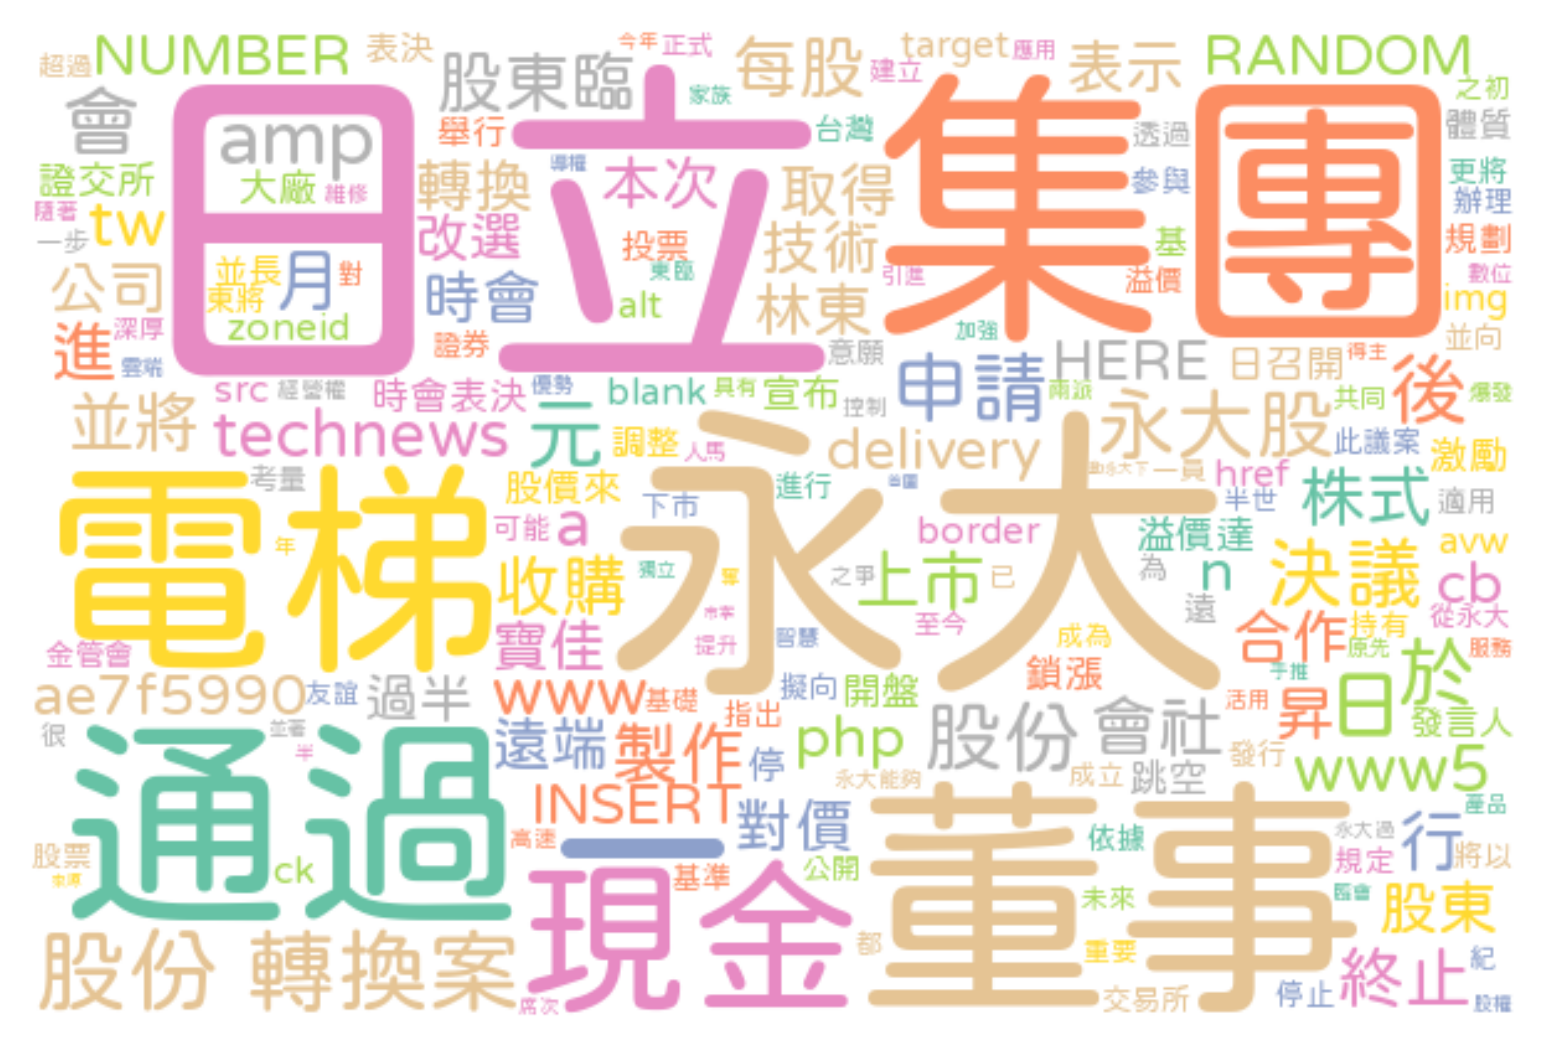 超過 NUMBER 表決 股東臨 今年 正式 每股 target 應用 表示 RANDOM
建立 之初
會 amp 家族 日立 集團 體質
舉行 台灣 透過
證交所 大廠 維修 轉換 導權 本次 取得 參與 更將
隨著 tw 改選 辦理
一步 投票 技術 基 規劃
公司 並長 月 對 時會 東臨 引進 溢價 數位
東將 alt 林東 img
深厚 zoneid 加強 並向
進 雲端 證券 意願 申請 HERE 日召開 得主 後
src 經營權 時會表決 優勢 blank 具有 宣布 控制 兩派 共同 爆發
並將 technews 元 調整 人馬 delivery 永大股 此議案 激勵
電梯 考量 股價來 下市 永大 進行 一員 href 半世 株式 適用
可能 a border 溢價達 avw
年 收購 獨立 之爭 上市 已 為 n 決議 cb
遠 從永大
金管會 寶佳 提升 智慧 至今 成為 合作 持有 原先 服務
鎖漲 於
ae7f5990 友誼 過半 www 基礎 擬向 開盤 活用 昇 日
指出 發言人
很 通過 並著 半 遠端 製作 停 php 股份 會社 發行 www5
永大能夠 成立 跳空
INSERT 產品
高速 一 對價 董事 依據 永大過 行
股票 ck 基準 公開 規定 將以
現金 未來 臨會 股東
股份 轉換案 都 重要 終止 紀
席次 交易所 停止 股權